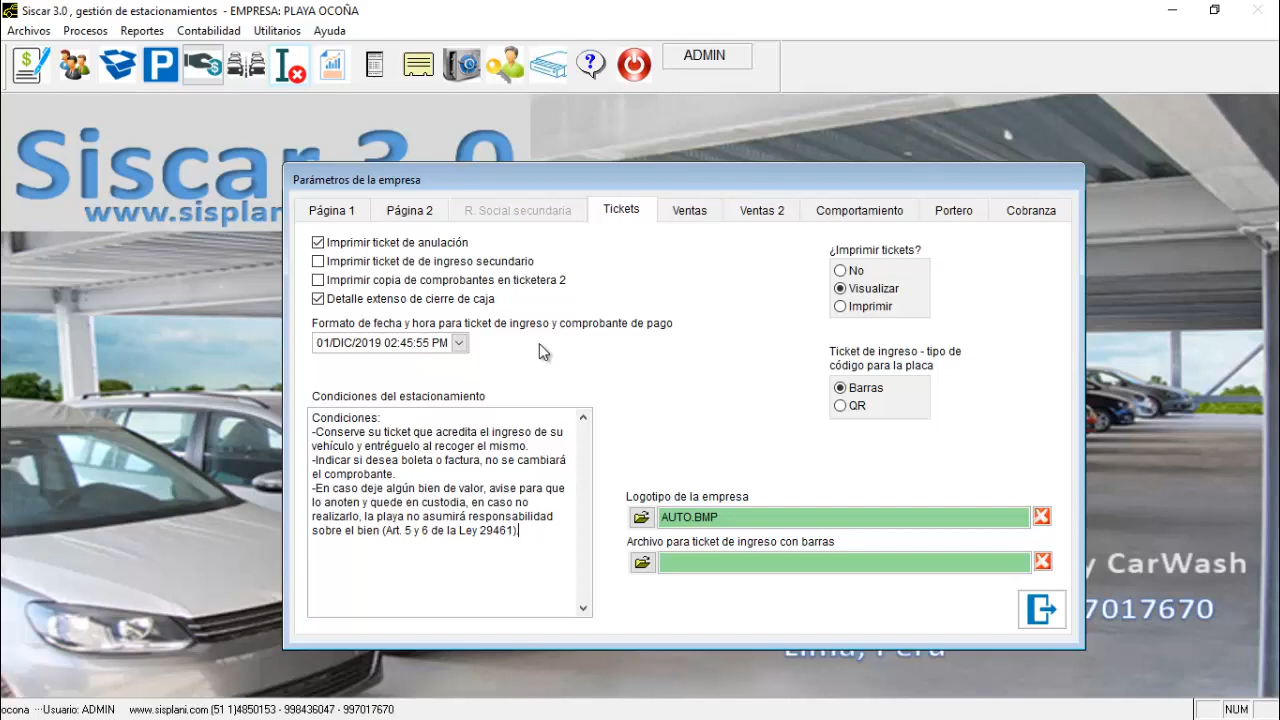 Siscar 3.0 , gestión de estacionamientos - EMPRESA: PLAYA OCOÑA
Archivos Procesos Reportes Contabilidad Utilitarios Ayuda
ADMIN
Siscar 3.0
www.sisplani
Parámetros de la empresa
Página 1 Página 2 R. Social secundaria Tickets Ventas Ventas 2 Comportamiento Portero Cobranza
Imprimir ticket de anulación
Imprimir ticket de de ingreso secundario
Imprimir copia de comprobantes en ticketera 2
Detalle extenso de cierre de caja
Formato de fecha y hora para ticket de ingreso y comprobante de pago
01/DIC/2019 02:45:55 PM
¿Imprimir tickets?
No
Visualizar
Imprimir
Ticket de ingreso - tipo de
código para la placa
Barras
QR
Condiciones del estacionamiento
Condiciones:
-Conserve su ticket que acredita el ingreso de su
vehículo y entréguelo al recoger el mismo.
-Indicar si desea boleta o factura, no se cambiará
el comprobante.
-En caso deje algún bien de valor, avise para que
lo anoten y quede en custodia, en caso no
realizarlo, la playa no asumirá responsabilidad
sobre el bien (Art. 5 y 6 de la Ley 29461)
Logotipo de la empresa
AUTO.BMP
Archivo para ticket de ingreso con barras
y CarWash
7017670
Lima, Perú
ocona ···Usuario: ADMIN www.sisplani.com (51 1)4850153 - 998436047 - 997017670
NUM